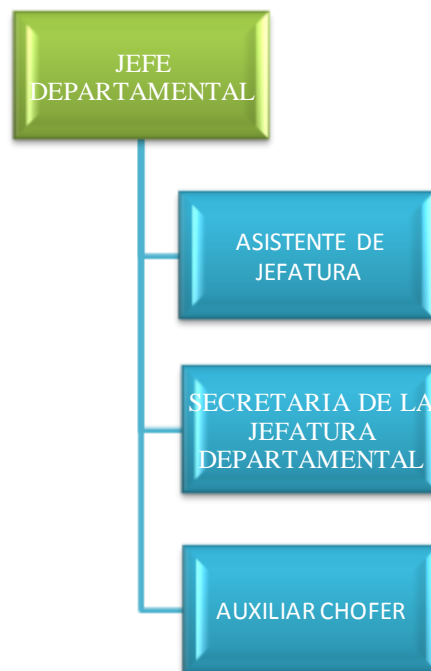 JEFE
DEPARTAMENTAL
ASISTENTE DE
JEFATURA
SECRETARIA DE LA
JEFATURA
DEPARTAMENTAL
AUXILIAR CHOFER